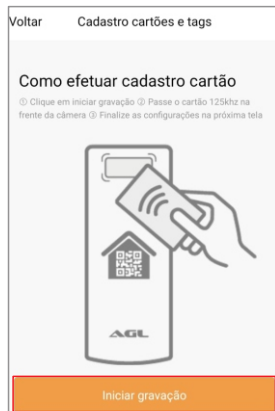 Voltar Cadastro cartões e tags
Como efetuar cadastro cartão
① Clique em iniciar gravação ② Passe o cartão 125khz na
frente da câmera ③ Finalize as configurações na próxima tela
AGL
Iniciar gravação